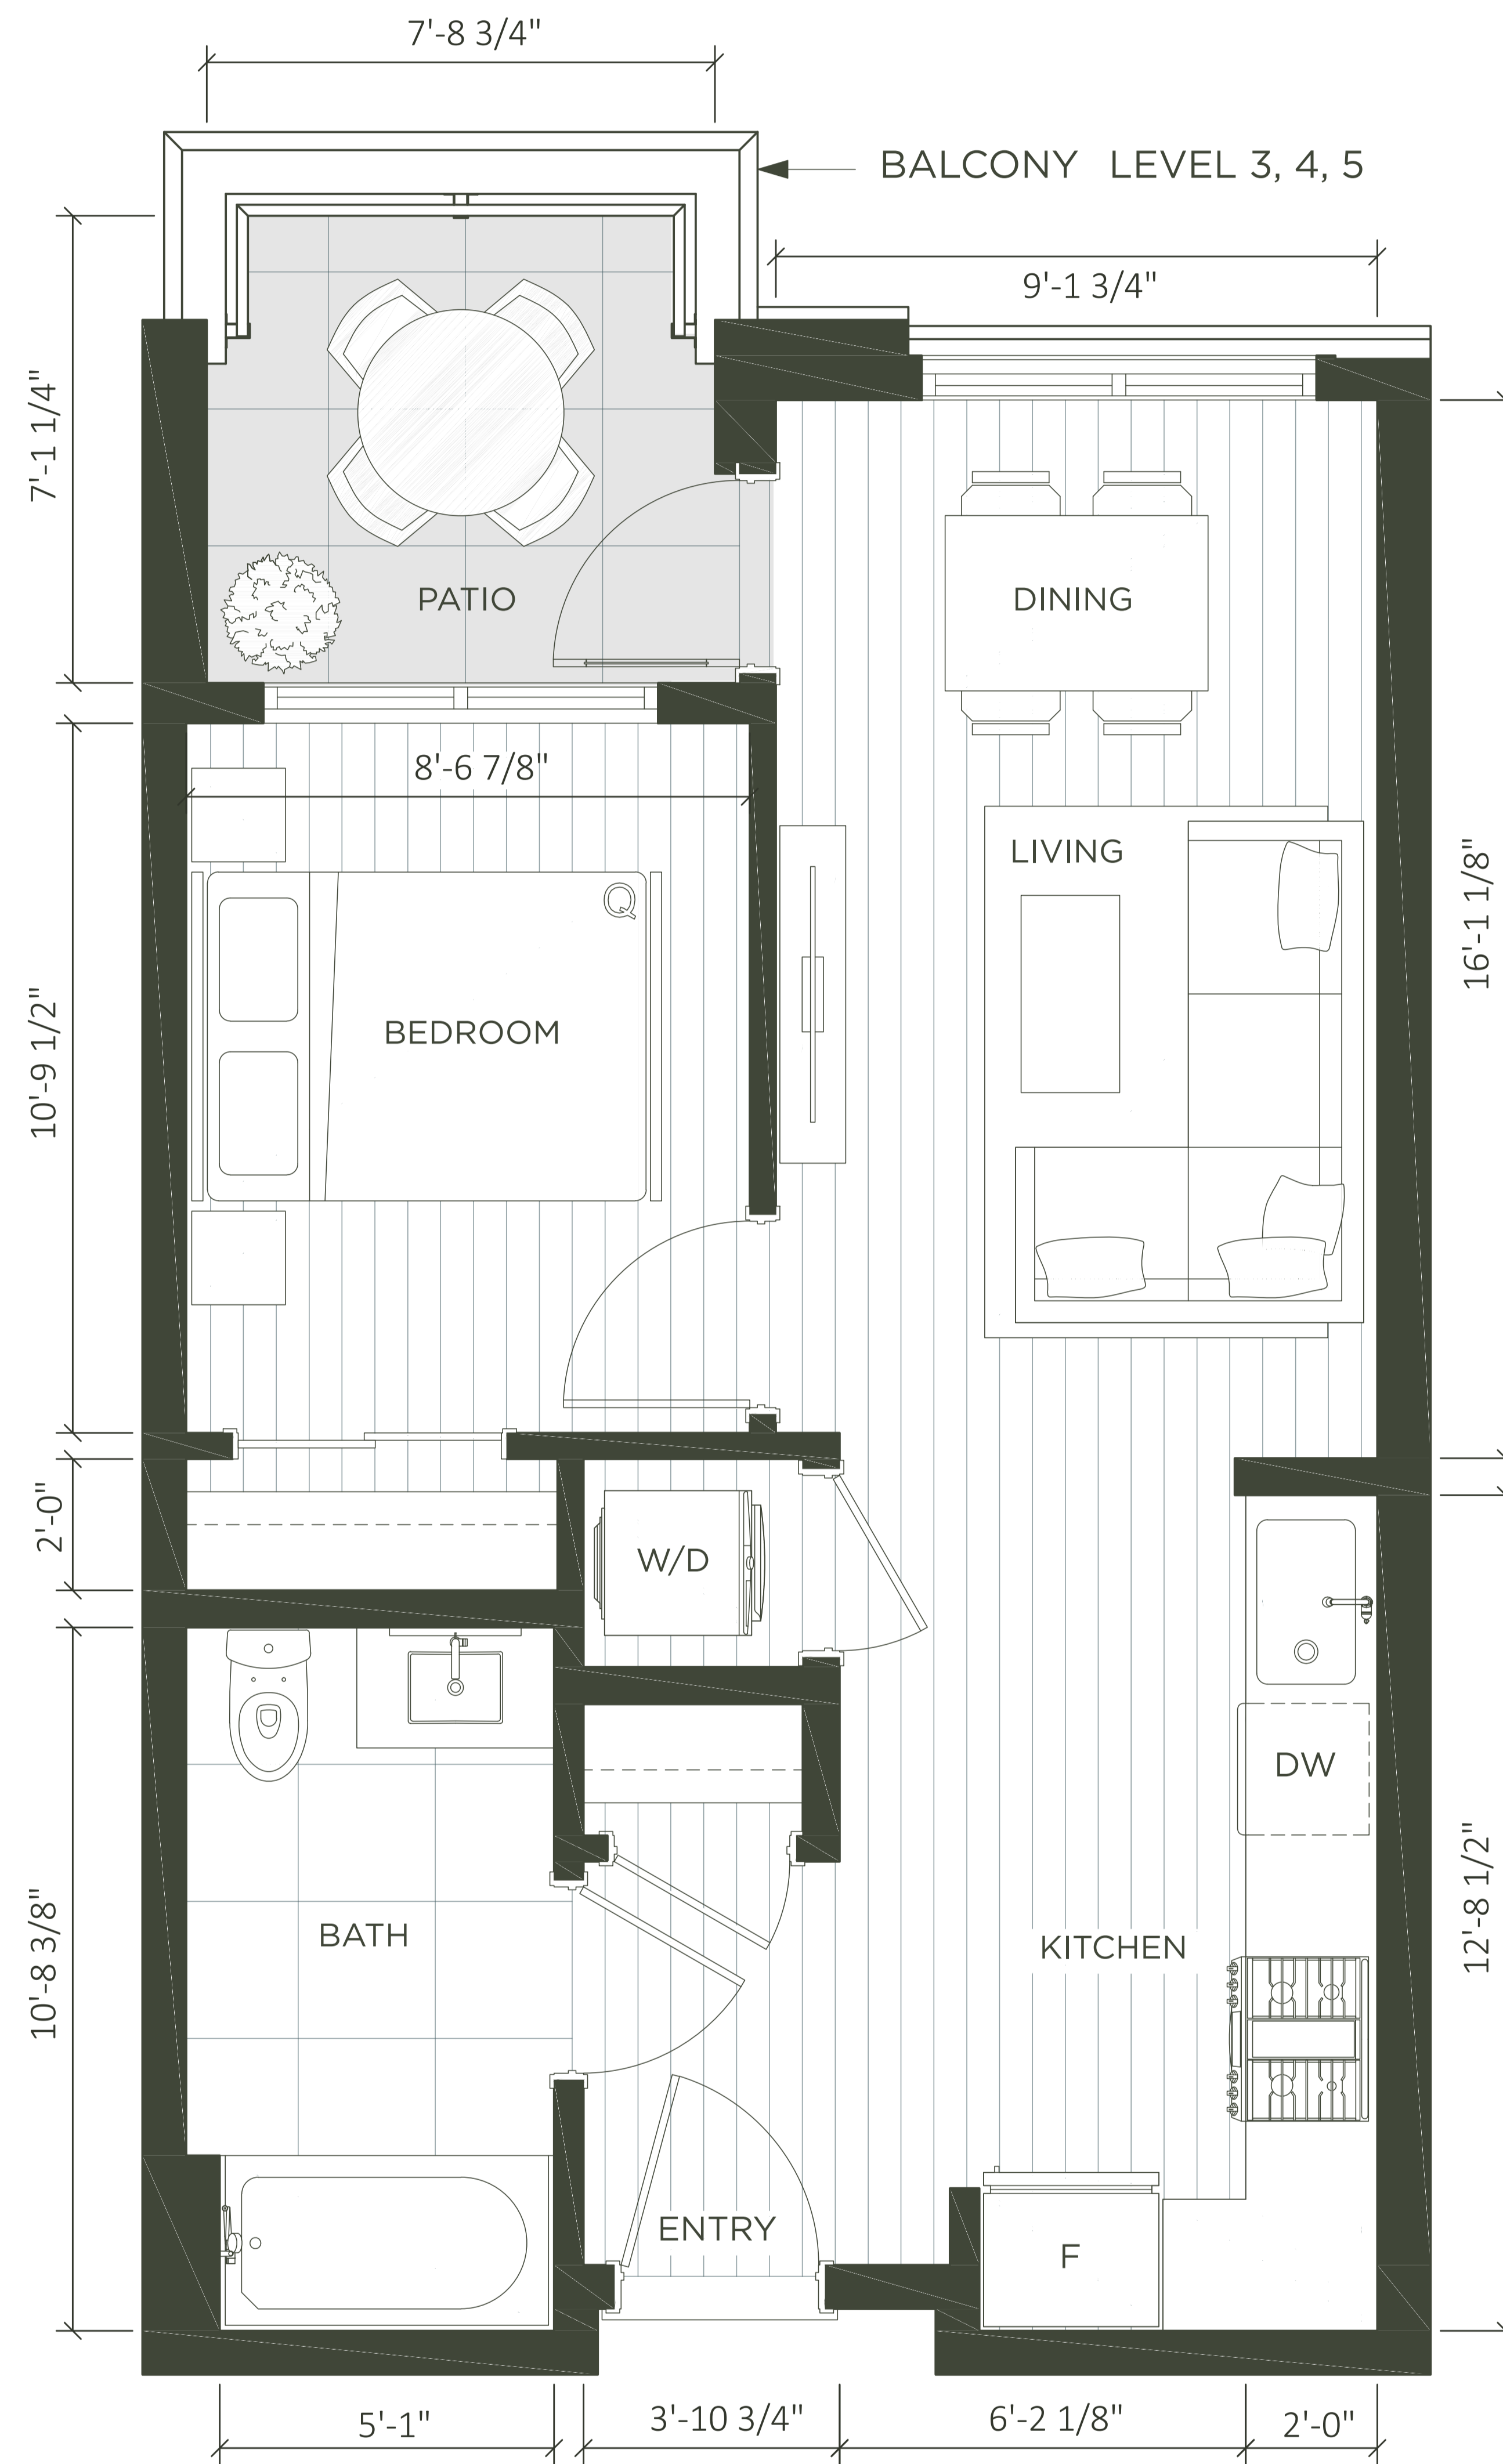 7'-8 3/4"
BALCONY LEVEL 3, 4, 5
9'-1 3/4"
7'-1 1/4"
PATIO
DINING
8'-6 7/8"
LIVING
16'-1 1/8"
Q
10'-9 1/2"
BEDROOM
2'-0"
W/D
DW
12'-8 1/2"
10'-8 3/8"
BATH
KITCHEN
ENTRY
F
5'-1"
3'-10 3/4"
6'-2 1/8"
2'-0"